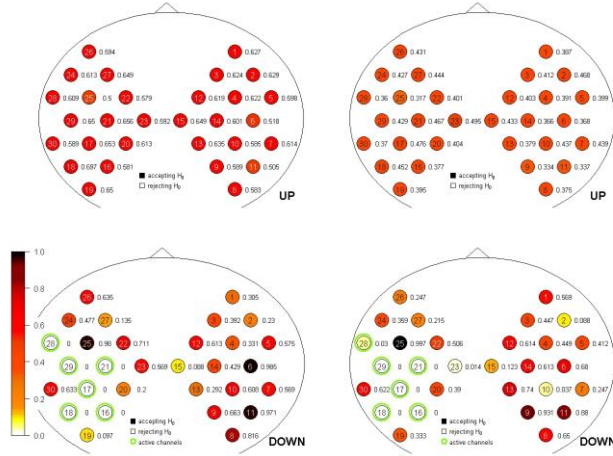 26 0.594 1 0.627
24 0.613 27 0.649 3 0.624 2 0.629
28 0.609 25 0.5 22 0.579 12 0.619 4 0.622 5 0.598
29 0.65 21 0.656 23 0.592 15 0.649 14 0.601 6 0.518
30 0.589 17 0.653 20 0.613 13 0.635 10 0.585 7 0.614
18 0.697 16 0.581 9 0.589 11 0.505
19 0.65 8 0.583
accepting H0
rejecting H0
UP
26 0.431 1 0.387
24 0.427 27 0.444 3 0.412 2 0.468
28 0.36 25 0.317 22 0.401 12 0.403 4 0.391 5 0.399
29 0.429 21 0.467 23 0.495 15 0.433 14 0.366 6 0.368
30 0.37 17 0.476 20 0.404 13 0.379 10 0.437 7 0.439
18 0.452 16 0.377 9 0.334 11 0.337
19 0.395 8 0.376
accepting H0
rejecting H0
UP
1.0
0.8
0.6
0.4
0.2
0.0
26 0.635 1 0.305
24 0.477 27 0.135 3 0.392 2 0.23
28 0 25 0.98 22 0.711 12 0.613 4 0.331 5 0.575
29 0 21 0 23 0.569 15 0.088 14 0.429 6 0.985
30 0.633 17 0 20 0.2 13 0.292 10 0.608 7 0.569
18 0 16 0 9 0.663 11 0.971
19 0.097 8 0.816
accepting H0
rejecting H0
active channels
DOWN
26 0.247 1 0.569
24 0.359 27 0.215 3 0.447 2 0.088
28 0.03 25 0.997 22 0.506 12 0.614 4 0.449 5 0.412
29 0 21 0 23 0.014 15 0.123 14 0.613 6 0.68
30 0.622 17 0 20 0.39 13 0.74 10 0.037 7 0.247
18 0 16 0 9 0.931 11 0.88
19 0.333 8 0.65
accepting H0
rejecting H0
active channels
DOWN